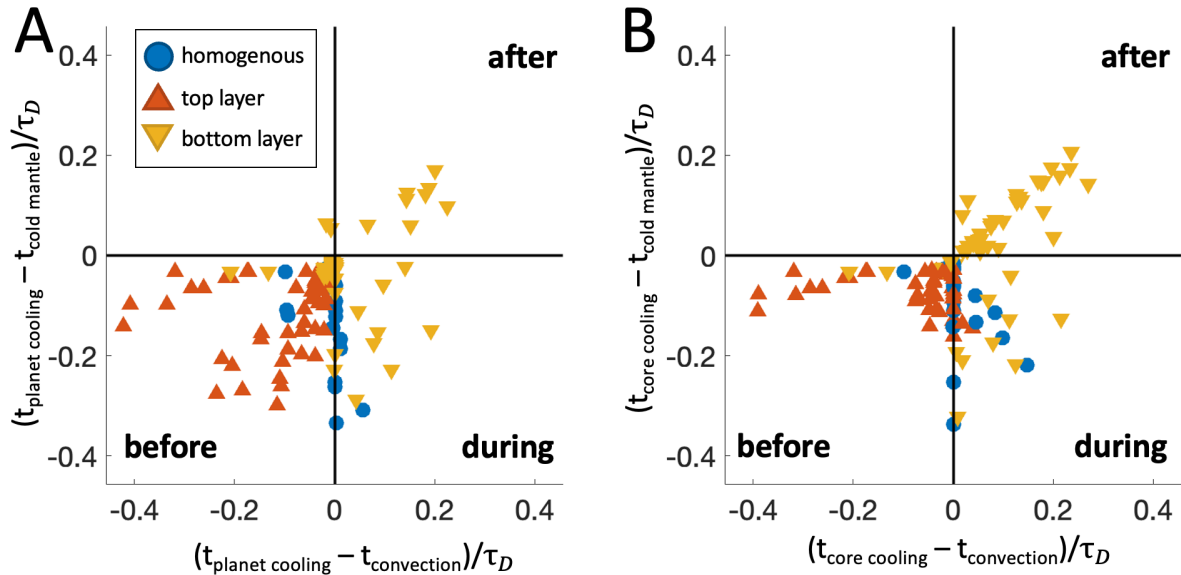 A
B
homogenous
top layer
bottom layer
after
before
during
0.4
0.2
0
-0.2
-0.4
-0.4
-0.2
0
0.2
0.4
(t_planet cooling – t_cold mantle)/τ_D
(t_planet cooling – t_convection)/τ_D
after
before
during
0.4
0.2
0
-0.2
-0.4
-0.4
-0.2
0
0.2
0.4
(t_core cooling – t_cold mantle)/τ_D
(t_core cooling – t_convection)/τ_D